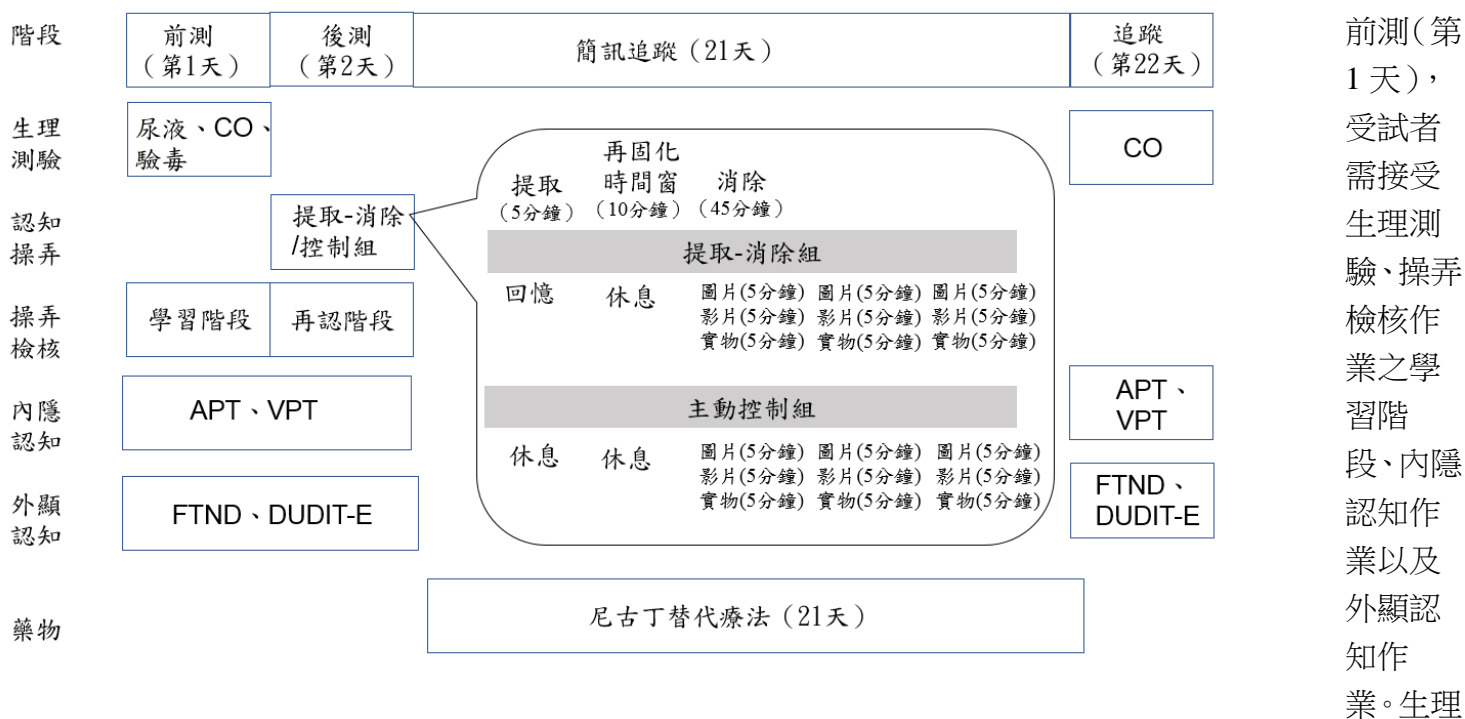 階段
前測
（第1天）
後測
（第2天）
簡訊追蹤（21天）
追蹤
（第22天）
生理
測驗
尿液、CO、
驗毒
CO
認知
操弄
提取-消除
/控制組
提取
（5分鐘）
再固化
時間窗
（10分鐘）
消除
（45分鐘）
提取-消除組
回憶
休息
圖片(5分鐘) 圖片(5分鐘) 圖片(5分鐘)
影片(5分鐘) 影片(5分鐘) 影片(5分鐘)
實物(5分鐘) 實物(5分鐘) 實物(5分鐘)
主動控制組
休息
休息
圖片(5分鐘) 圖片(5分鐘) 圖片(5分鐘)
影片(5分鐘) 影片(5分鐘) 影片(5分鐘)
實物(5分鐘) 實物(5分鐘) 實物(5分鐘)
操弄
檢核
學習階段
再認階段
內隱
認知
APT、VPT
APT、
VPT
外顯
認知
FTND、DUDIT-E
FTND、
DUDIT-E
藥物
尼古丁替代療法（21天）
前測（第
1 天），
受試者
需接受
生理測
驗、操弄
檢核作
業之學
習階
段、內隱
認知作
業以及
外顯認
知作
業。生理